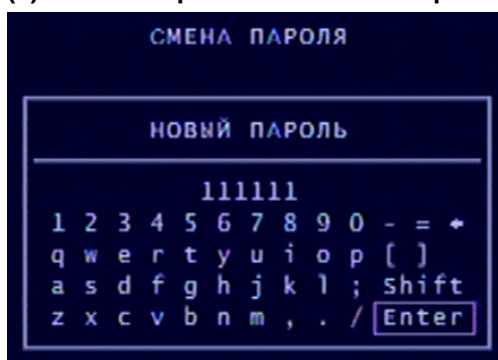 СМЕНА ПАРОЛЯ
НОВЫЙ ПАРОЛЬ
111111
1 2 3 4 5 6 7 8 9 0 - = ←
q w e r t y u i o p [ ]
a s d f g h j k l ; Shift
z x c v b n m , . / Enter